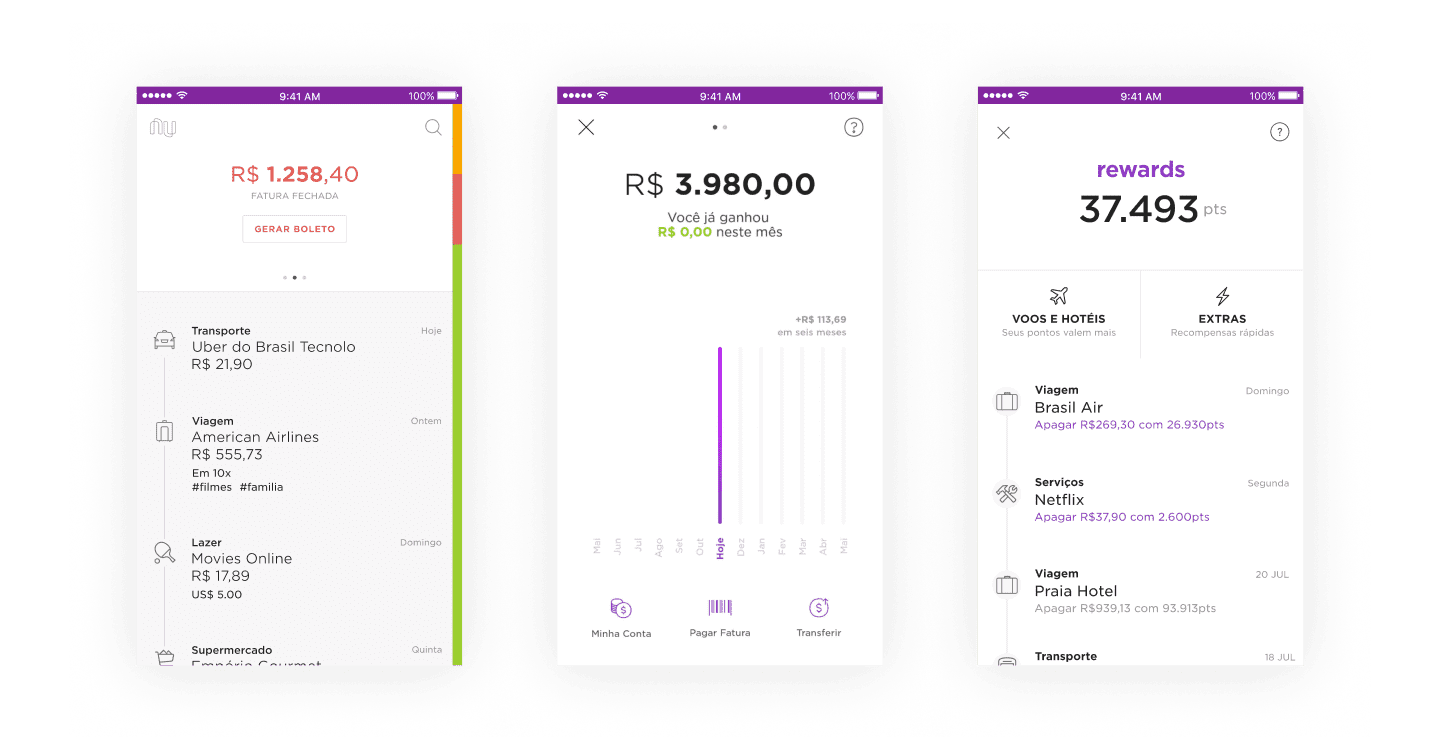 9:41 AM 100%
nu
R$ 1.258,40
FATURA FECHADA
GERAR BOLETO
Transporte Hoje
Uber do Brasil Tecnolo
R$ 21,90
Viagem Ontem
American Airlines
R$ 555,73
Em 10x
#filmes #familia
Lazer Domingo
Movies Online
R$ 17,89
US$ 5.00
Supermercado Quinta
Empório Gourmet
9:41 AM 100%
?
R$ 3.980,00
Você já ganhou
R$ 0,00 neste mês
+R$ 113,69
em seis meses
Mai Jun Jul Ago Set Out Hoje Dez Jan Fev Mar Abr Mai
Minha Conta Pagar Fatura Transferir
9:41 AM 100%
?
rewards
37.493 pts
VOOS E HOTÉIS
Seus pontos valem mais
EXTRAS
Recompensas rápidas
Viagem Domingo
Brasil Air
Apagar R$269,30 com 26.930pts
Serviços Segunda
Netflix
Apagar R$37,90 com 2.600pts
Viagem 20 JUL
Praia Hotel
Apagar R$939,13 com 93.913pts
Transporte 18 JUL